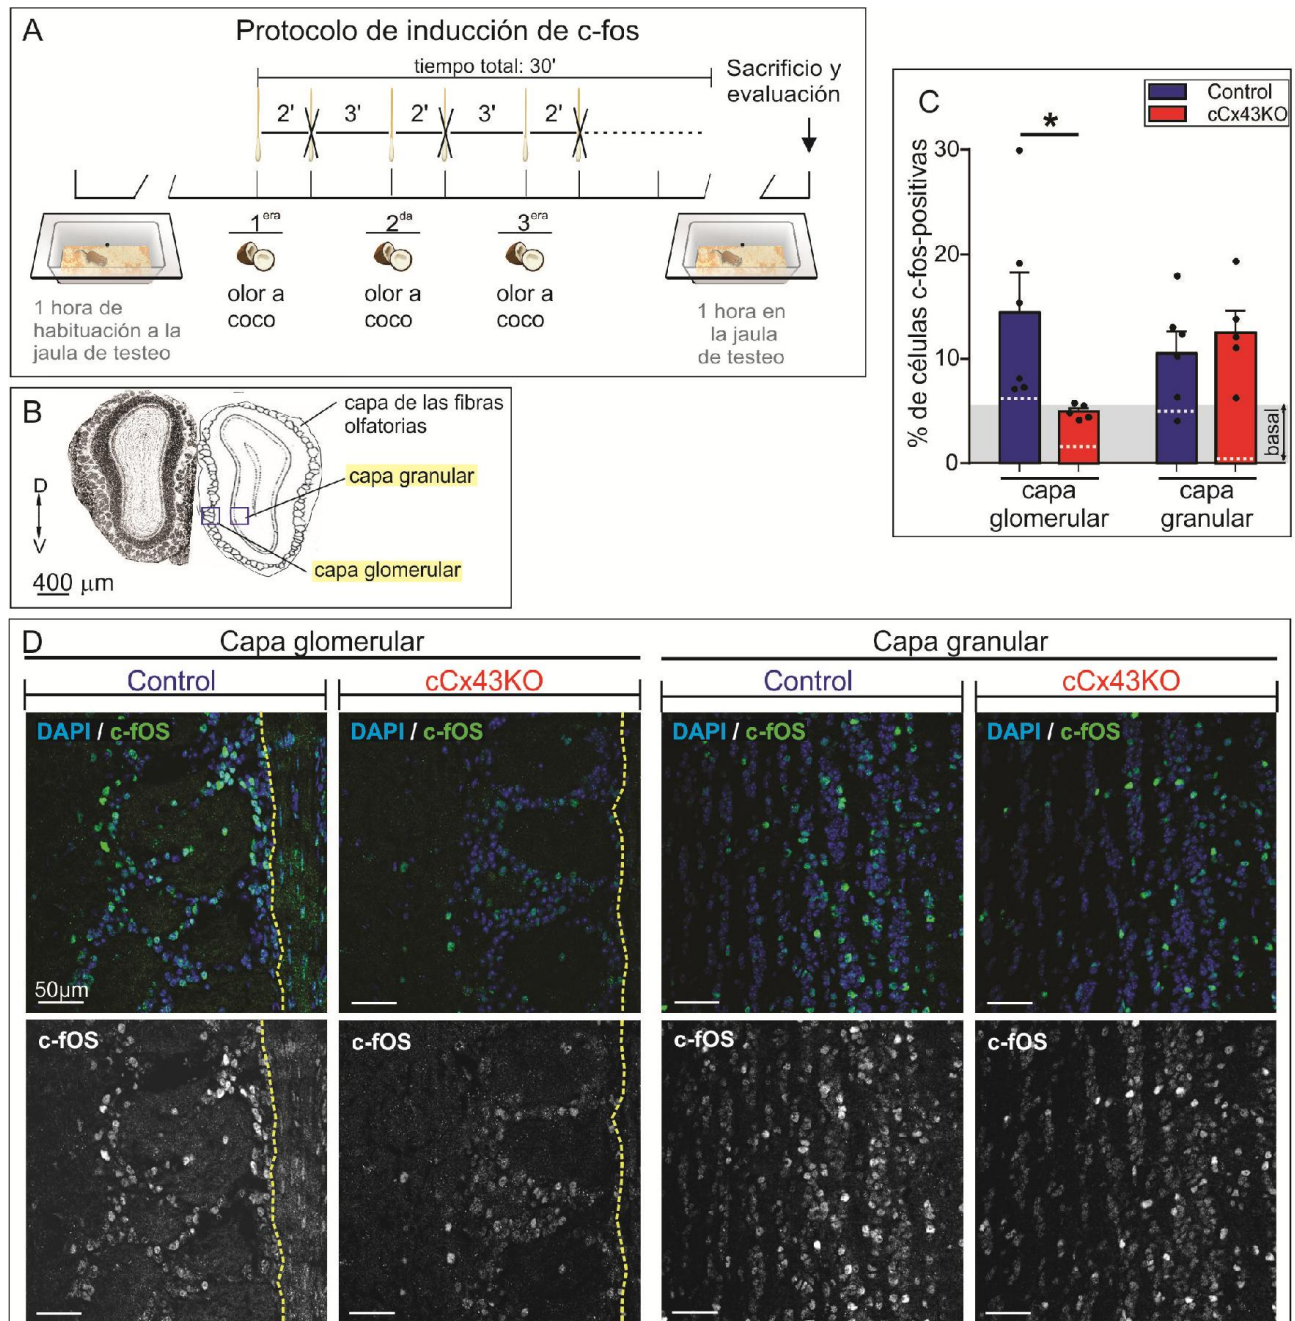 A
Protocolo de inducción de c-fos
tiempo total: 30'
2' 3' 2' 3' 2'
Sacrificio y
evaluación
1era 2da 3era
olor a
coco
olor a
coco
olor a
coco
1 hora de
habituación a la
jaula de testeo
1 hora en
la jaula
de testeo
B
capa de las fibras
olfatorias
capa granular
capa glomerular
D
V
400 µm
C
Control
cCx43KO
*
% de células c-fos-positivas
30
20
10
0
basal
capa
glomerular
capa
granular
D
Capa glomerular
Capa granular
Control
cCx43KO
Control
cCx43KO
DAPI / c-fOS
DAPI / c-fOS
DAPI / c-fOS
DAPI / c-fOS
50µm
c-fOS
c-fOS
c-fOS
c-fOS